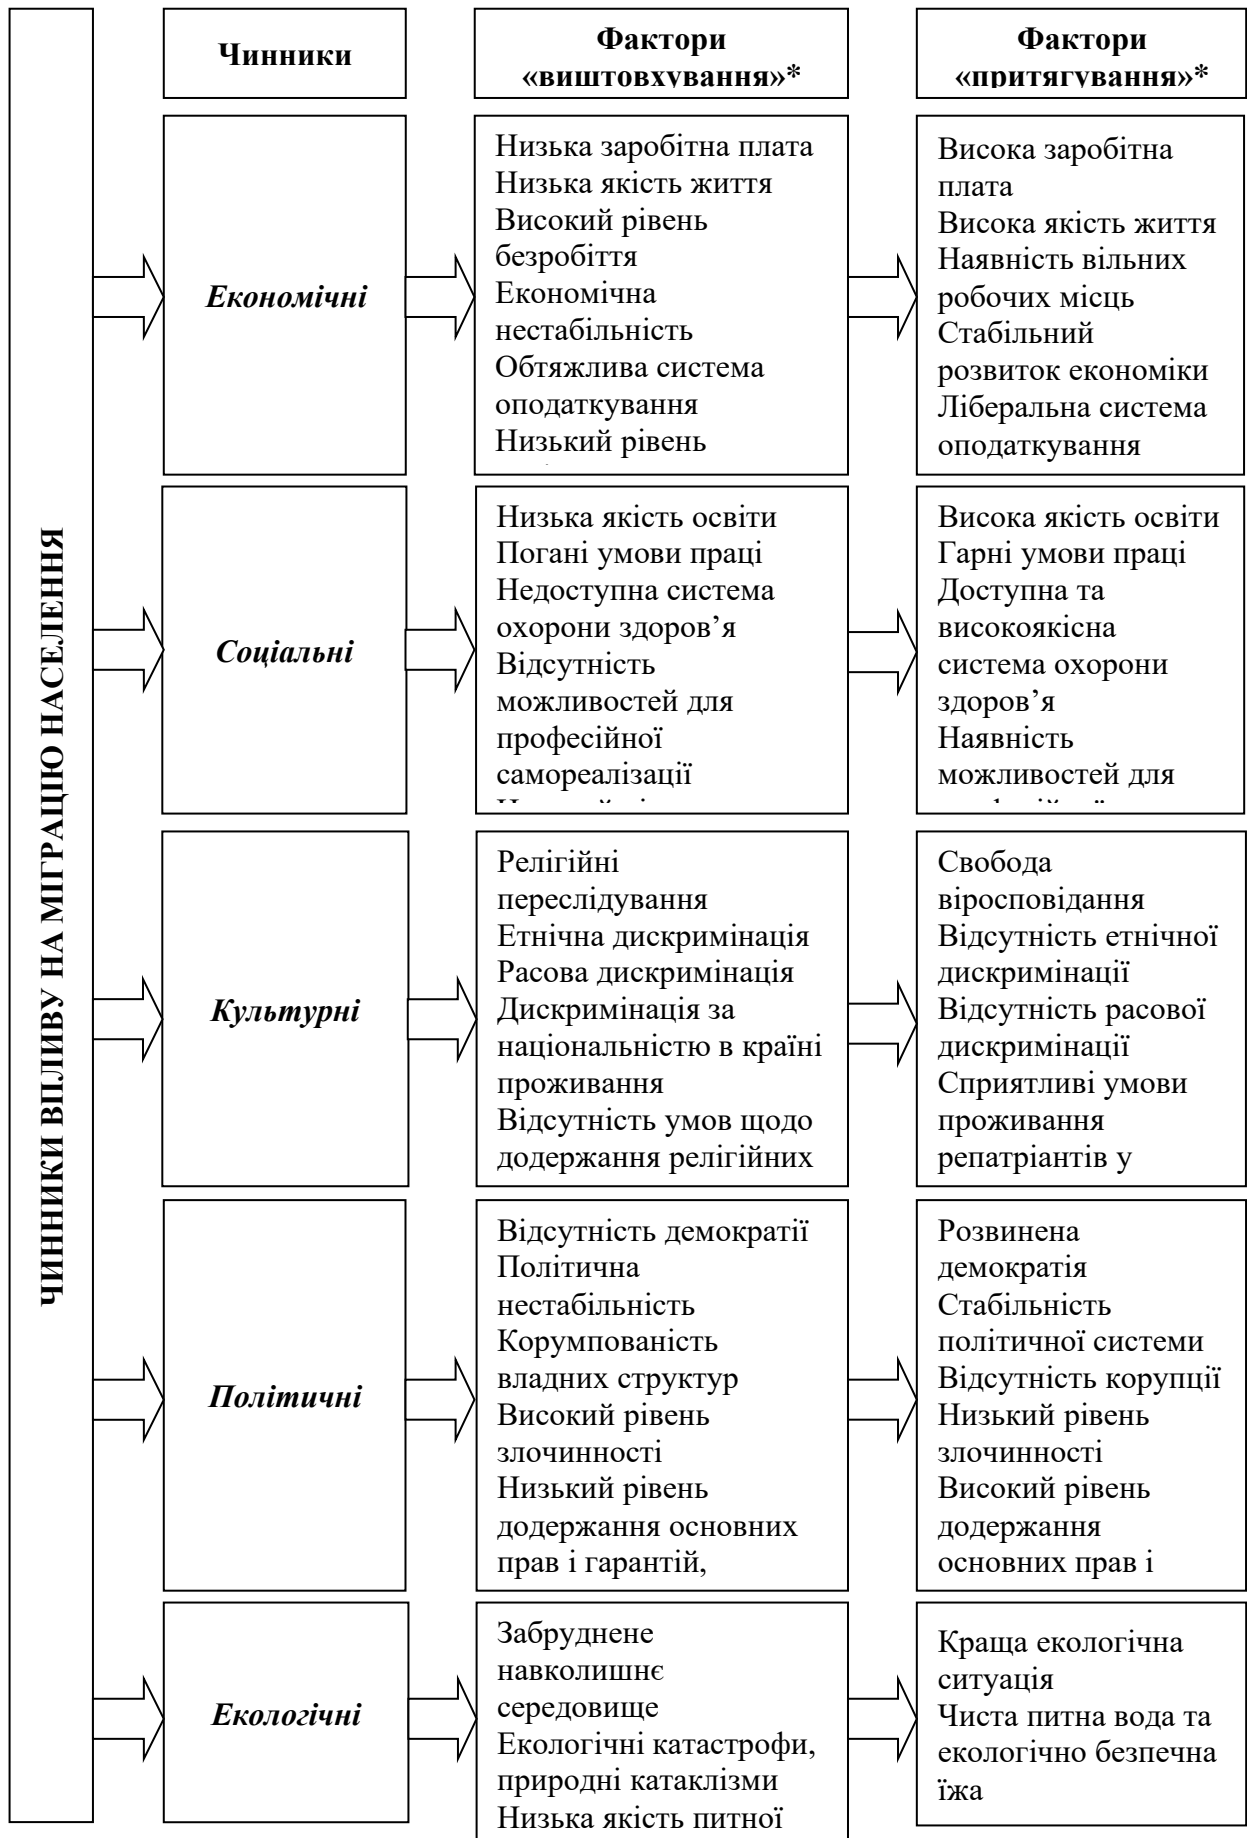 ЧИННИКИ ВПЛИВУ НА МІГРАЦІЮ НАСЕЛЕННЯ
Чинники
Фактори
«виштовхування»*
Фактори
«притягування»*
Економічні
Низька заробітна плата
Низька якість життя
Високий рівень
безробіття
Економічна
нестабільність
Обтяжлива система
оподаткування
Низький рівень
Висока заробітна
плата
Висока якість життя
Наявність вільних
робочих місць
Стабільний
розвиток економіки
Ліберальна система
оподаткування
Соціальні
Низька якість освіти
Погані умови праці
Недоступна система
охорони здоров’я
Відсутність
можливостей для
професійної
самореалізації
Висока якість освіти
Гарні умови праці
Доступна та
високоякісна
система охорони
здоров’я
Наявність
можливостей для
Культурні
Релігійні
переслідування
Етнічна дискримінація
Расова дискримінація
Дискримінація за
національністю в країні
проживання
Відсутність умов щодо
додержання релігійних
Свобода
віросповідання
Відсутність етнічної
дискримінації
Відсутність расової
дискримінації
Сприятливі умови
проживання
репатріантів у
Політичні
Відсутність демократії
Політична
нестабільність
Корумпованість
владних структур
Високий рівень
злочинності
Низький рівень
додержання основних
прав і гарантій,
Розвинена
демократія
Стабільність
політичної системи
Відсутність корупції
Низький рівень
злочинності
Високий рівень
додержання
основних прав і
Екологічні
Забруднене
навколишнє
середовище
Екологічні катастрофи,
природні катаклізми
Низька якість питної
Краща екологічна
ситуація
Чиста питна вода та
екологічно безпечна
їжа